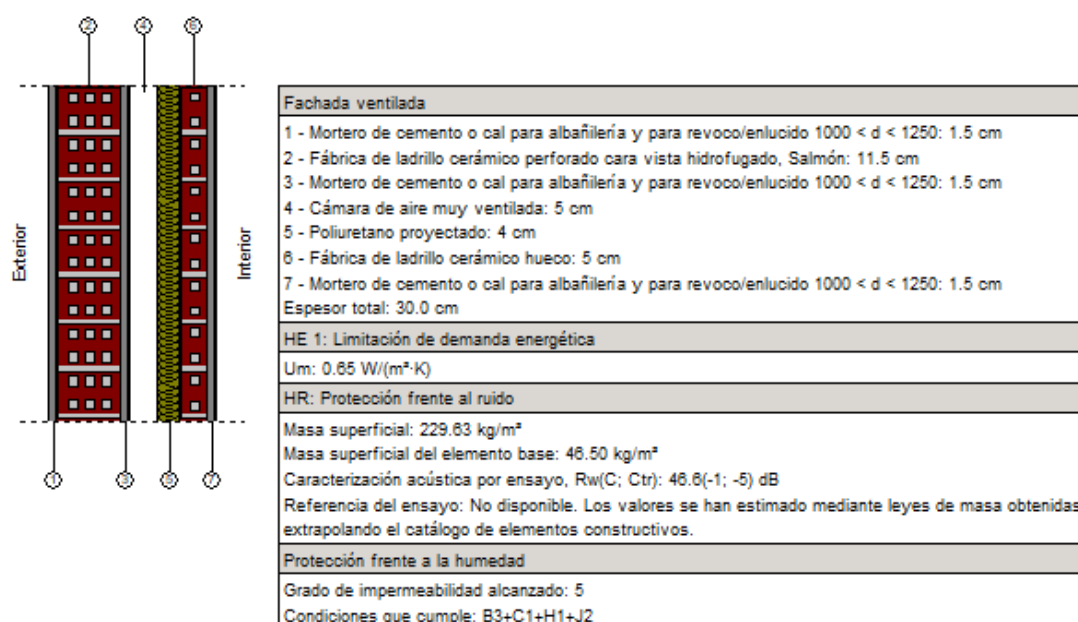 2
4
6
Exterior
Interior
1
3
5
7
Fachada ventilada
1 - Mortero de cemento o cal para albañilería y para revoco/enlucido 1000 < d < 1250: 1.5 cm
2 - Fábrica de ladrillo cerámico perforado cara vista hidrofugado, Salmón: 11.5 cm
3 - Mortero de cemento o cal para albañilería y para revoco/enlucido 1000 < d < 1250: 1.5 cm
4 - Cámara de aire muy ventilada: 5 cm
5 - Poliuretano proyectado: 4 cm
6 - Fábrica de ladrillo cerámico hueco: 5 cm
7 - Mortero de cemento o cal para albañilería y para revoco/enlucido 1000 < d < 1250: 1.5 cm
Espesor total: 30.0 cm
HE 1: Limitación de demanda energética
Um: 0.65 W/(m²·K)
HR: Protección frente al ruido
Masa superficial: 229.63 kg/m²
Masa superficial del elemento base: 46.50 kg/m²
Caracterización acústica por ensayo, Rw(C; Ctr): 46.6(-1; -5) dB
Referencia del ensayo: No disponible. Los valores se han estimado mediante leyes de masa obtenidas
extrapolando el catálogo de elementos constructivos.
Protección frente a la humedad
Grado de impermeabilidad alcanzado: 5
Condiciones que cumple: B3+C1+H1+J2